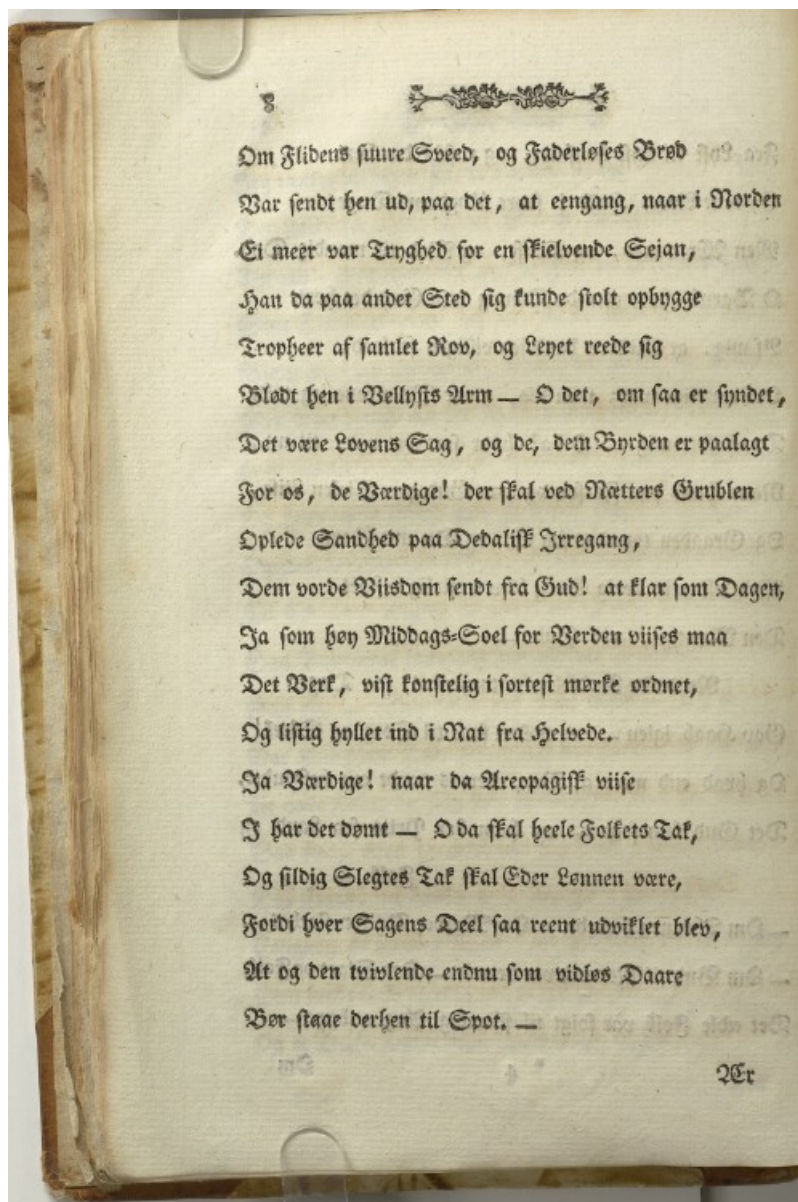 8
Om Flidens suure Sveed, og Faderløses Brød
Var sendt hen ud, paa det, at eengang, naar i Norden
Ei meer var Tryghed for en skielvende Sejan,
Han da paa andet Sted sig kunde stolt opbygge
Tropheer af samlet Rov, og Leyet reede sig
Blødt hen i Vellysts Arm — O det, om saa er syndet,
Det være Lovens Sag, og de, dem Byrden er paalagt
For os, de Værdige! der skal ved Nætters Grublen
Oplede Sandhed paa Dedalisk Irregang,
Dem vorde Viisdom sendt fra Gud! at klar som Dagen,
Ja som høy Middags-Soel for Verden viises maa
Det Verk, vist konstelig i sortest mørke ordnet,
Og listig hyllet ind i Nat fra Helvede.
Ja Værdige! naar da Areopagisk viise
I har det dømt — O da skal heele Folkets Tak,
Og sildig Slegtes Tak skal Eder Lønnen være,
Fordi hver Sagens Deel saa reent udviklet blev,
At og den tvivlende endnu som vidløs Daare
Bør staae derhen til Spot. —
Ær